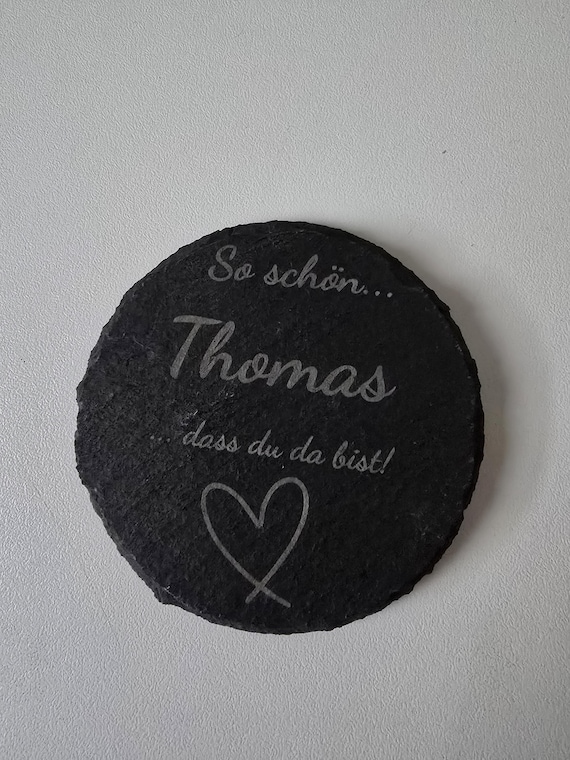 So schön...
Thomas
... dass du da bist!